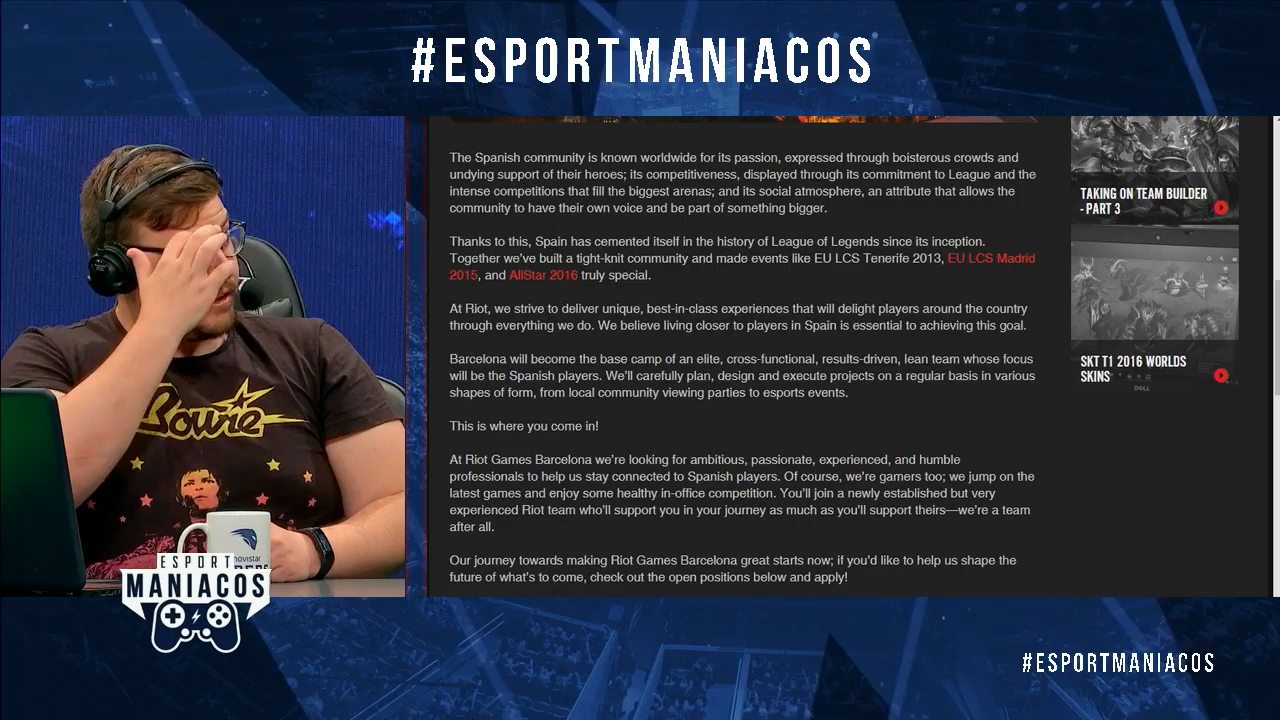 #ESPORTMANIACOS
The Spanish community is known worldwide for its passion, expressed through boisterous crowds and
undying support of their heroes; its competitiveness, displayed through its commitment to League and the
intense competitions that fill the biggest arenas; and its social atmosphere, an attribute that allows the
community to have their own voice and be part of something bigger.
Thanks to this, Spain has cemented itself in the history of League of Legends since its inception.
Together we've built a tight-knit community and made events like EU LCS Tenerife 2013, EU LCS Madrid
2015, and AllStar 2016 truly special.
At Riot, we strive to deliver unique, best-in-class experiences that will delight players around the country
through everything we do. We believe living closer to players in Spain is essential to achieving this goal.
Barcelona will become the base camp of an elite, cross-functional, results-driven, lean team whose focus
will be the Spanish players. We'll carefully plan, design and execute projects on a regular basis in various
shapes of form, from local community viewing parties to esports events.
This is where you come in!
At Riot Games Barcelona we're looking for ambitious, passionate, experienced, and humble
professionals to help us stay connected to Spanish players. Of course, we're gamers too; we jump on the
latest games and enjoy some healthy in-office competition. You'll join a newly established but very
experienced Riot team who'll support you in your journey as much as you'll support theirs—we're a team
after all.
Our journey towards making Riot Games Barcelona great starts now; if you'd like to help us shape the
future of what's to come, check out the open positions below and apply!
TAKING ON TEAM BUILDER
- PART 3
SKT T1 2016 WORLDS
SKINS
DELL
Bowie
movistar
ESPORT
MANIACOS
#ESPORTMANIACOS